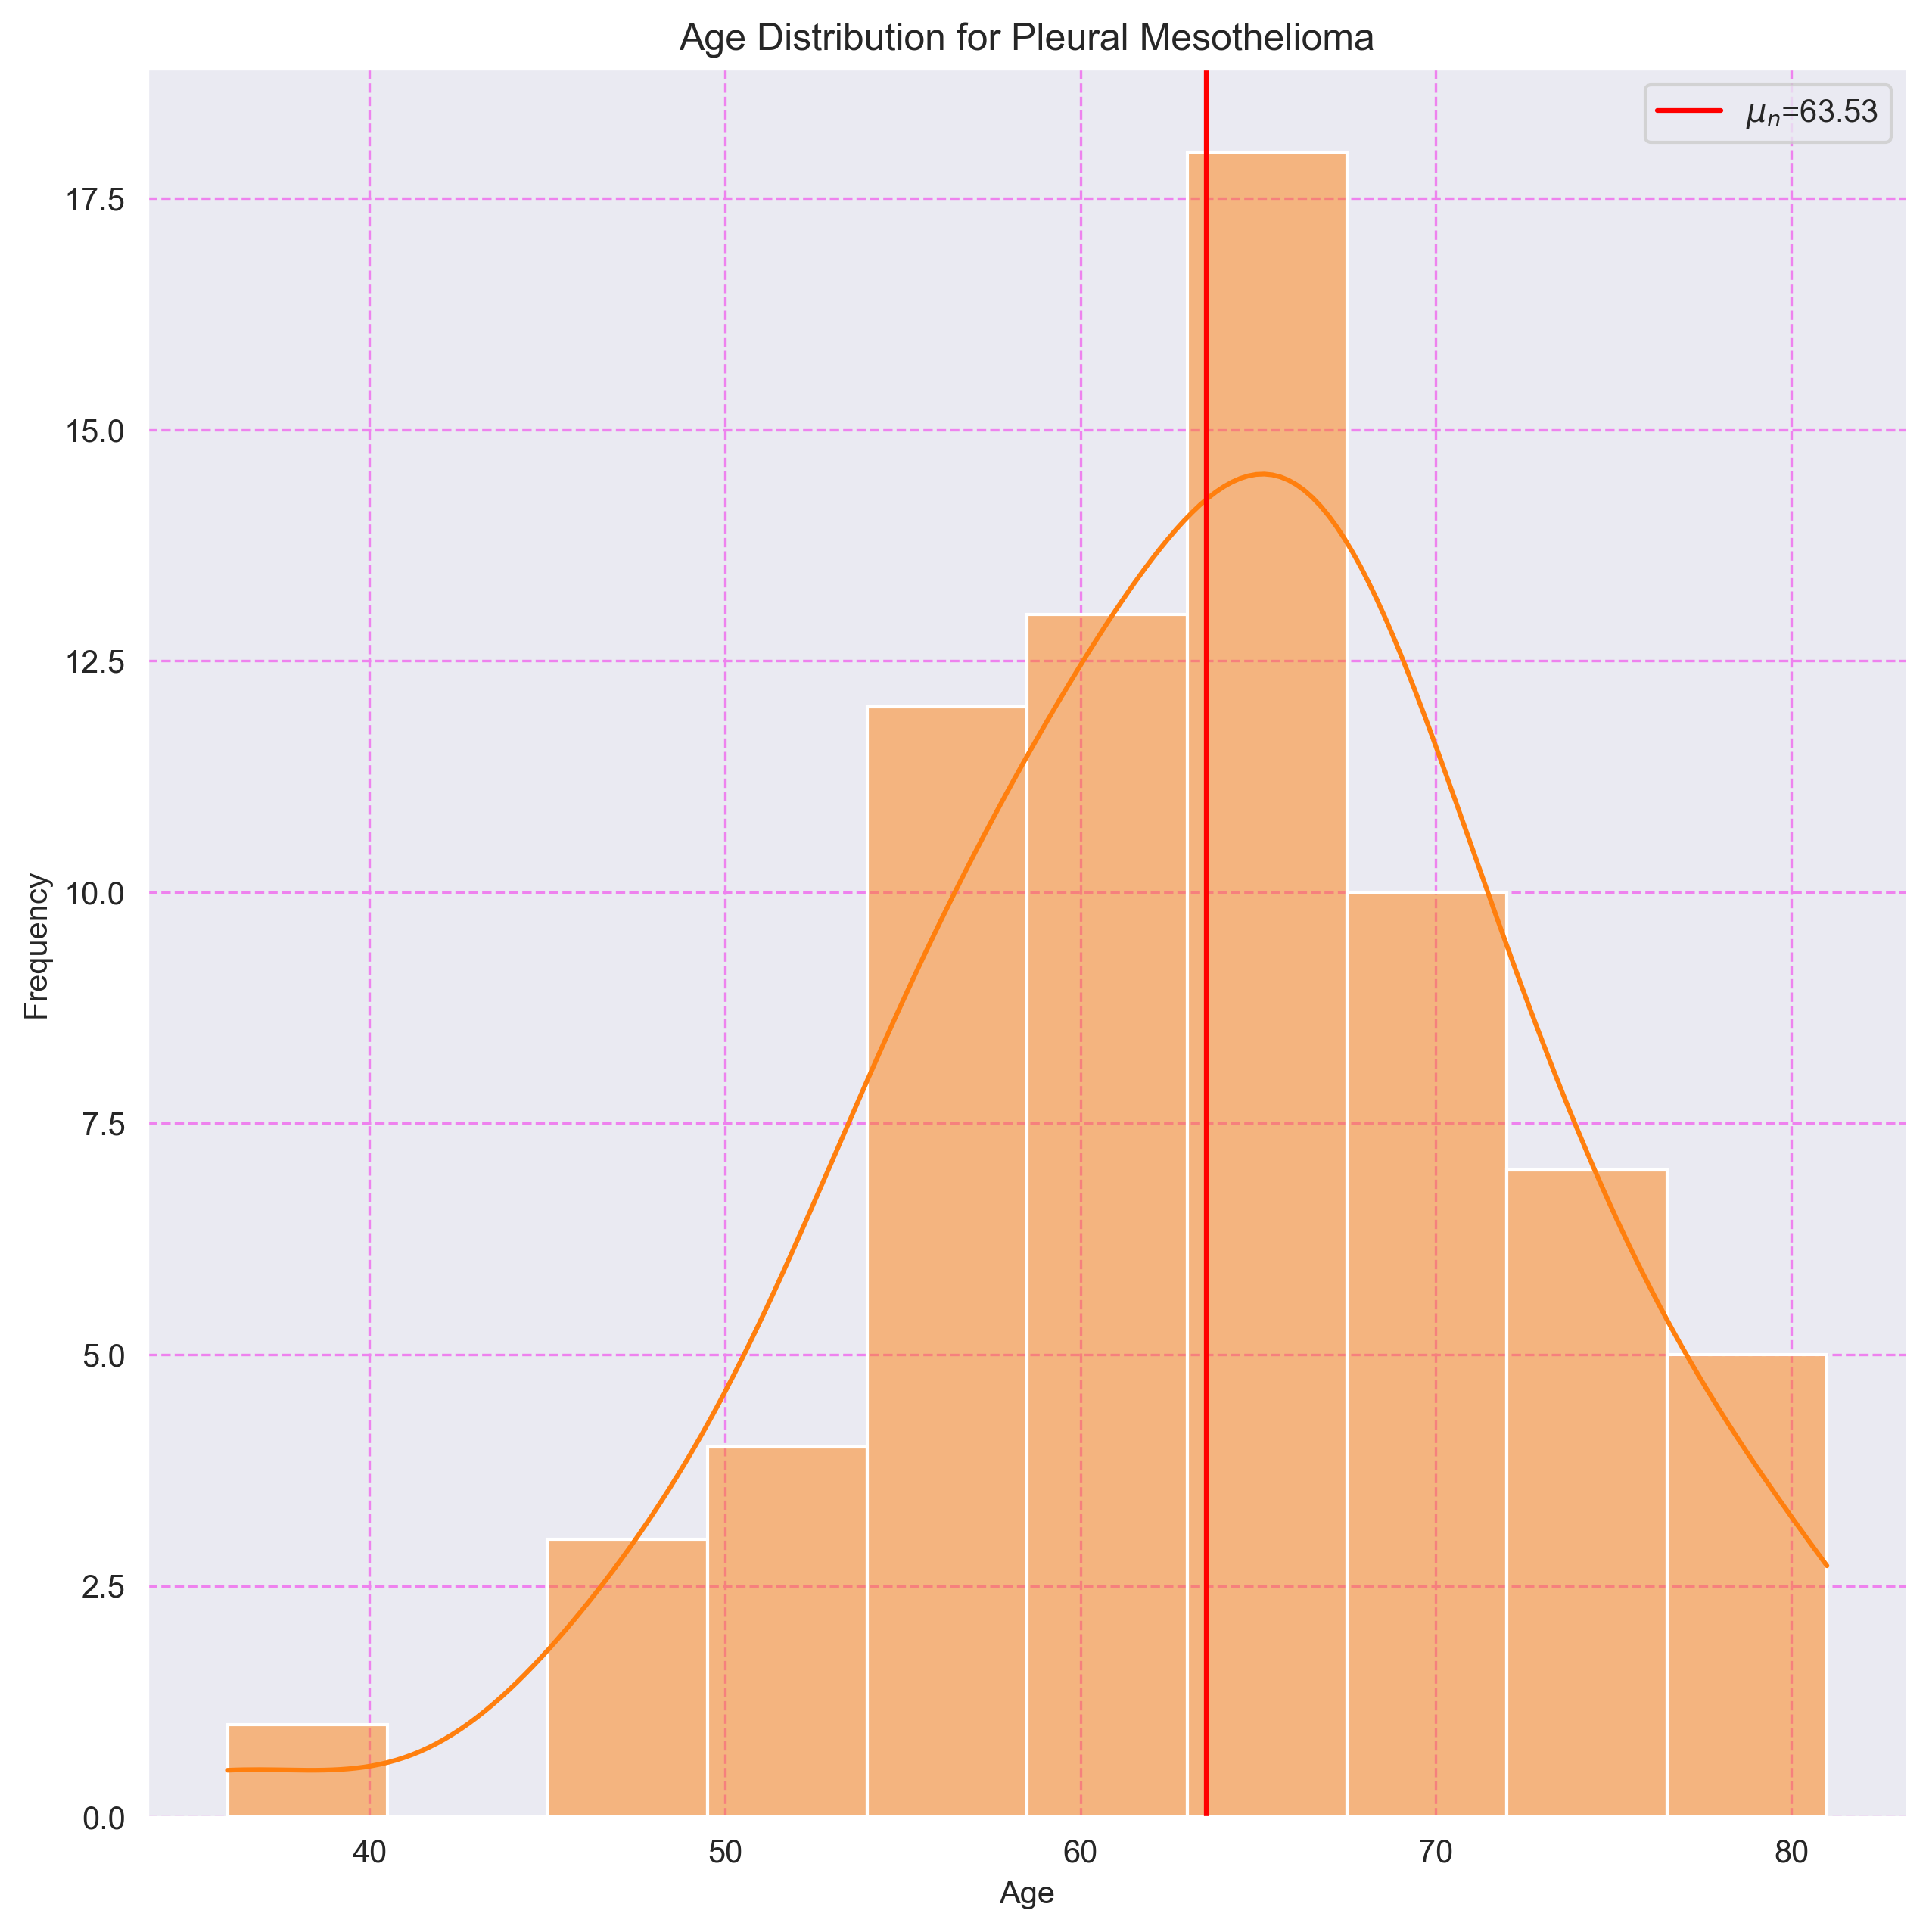 Age Distribution for Pleural Mesothelioma
μn=63.53
17.5
15.0
12.5
10.0
7.5
5.0
2.5
0.0
Frequency
40 50 60 70 80
Age